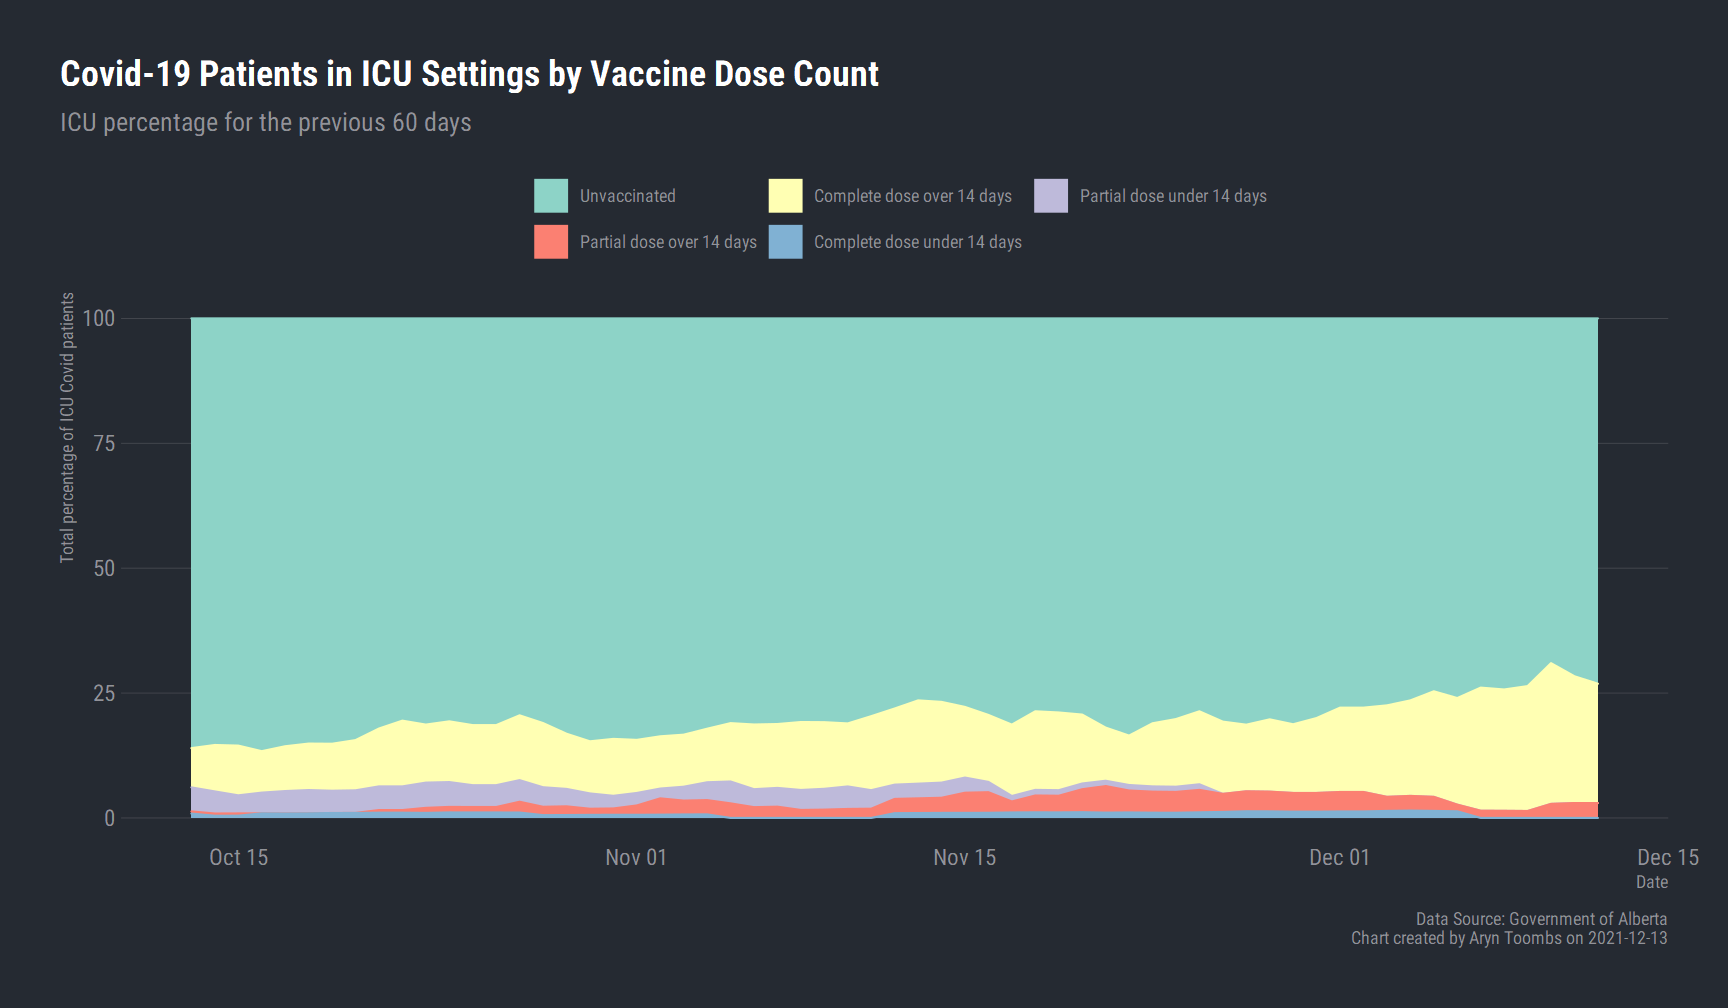 Covid-19 Patients in ICU Settings by Vaccine Dose Count
ICU percentage for the previous 60 days
Unvaccinated
Complete dose over 14 days
Partial dose under 14 days
Partial dose over 14 days
Complete dose under 14 days
Total percentage of ICU Covid patients
100
75
50
25
0
Oct 15
Nov 01
Nov 15
Dec 01
Dec 15
Date
Data Source: Government of Alberta
Chart created by Aryn Toombs on 2021-12-13